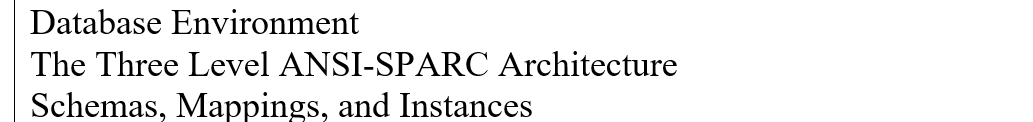 Database Environment
The Three Level ANSI-SPARC Architecture
Schemas, Mappings, and Instances